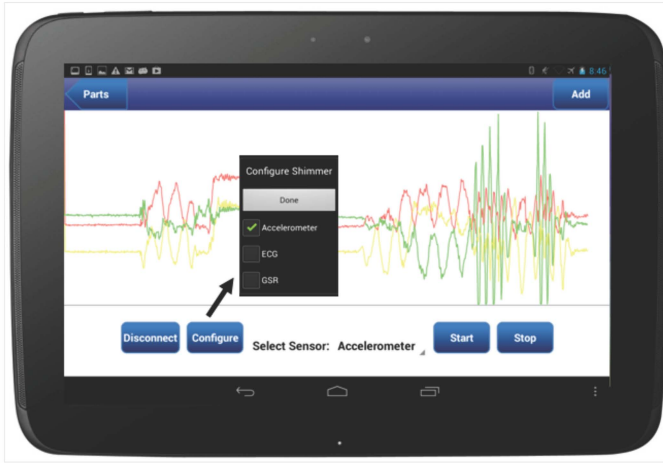 8:46
Parts
Add
Configure Shimmer
Done
Accelerometer
ECG
GSR
Disconnect
Configure
Select Sensor: Accelerometer
Start
Stop